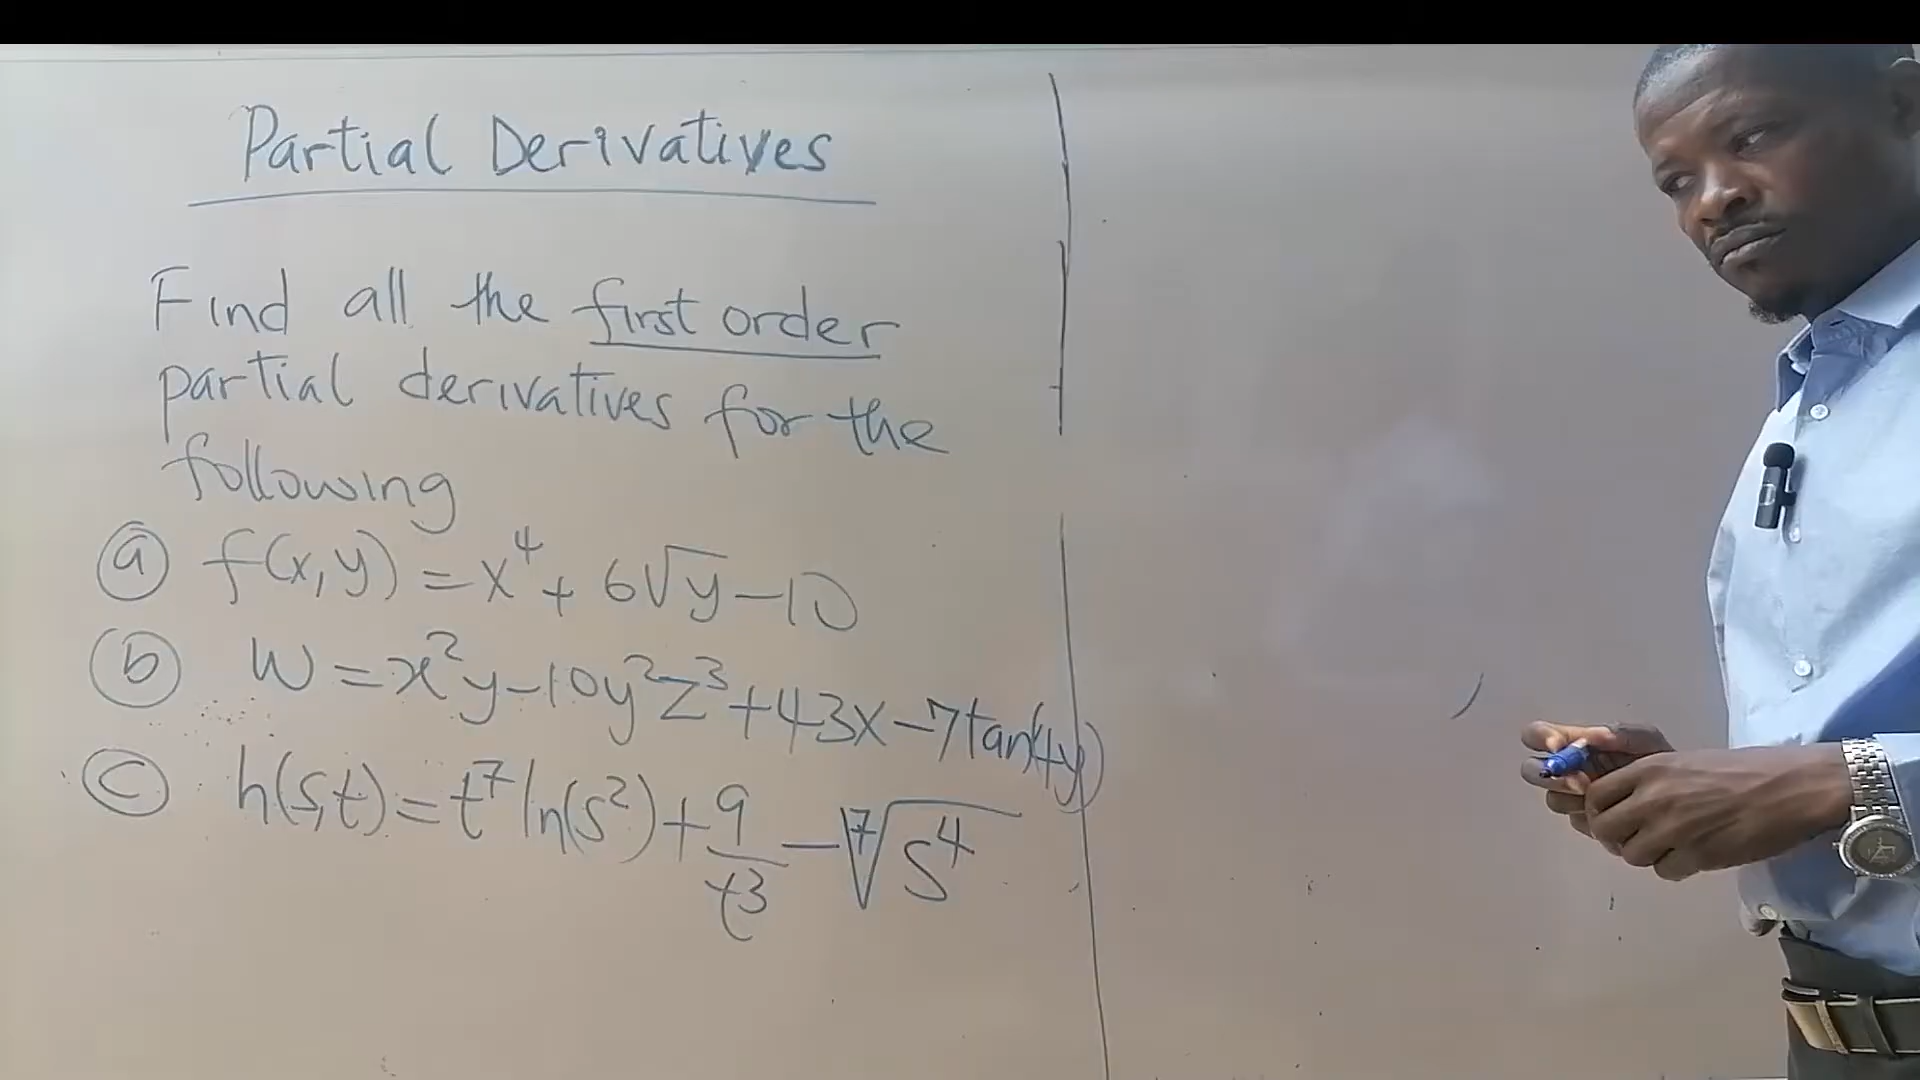 Partial Derivatives
Find all the first order
partial derivatives for the
following
(a) f(x,y) = x⁴ + 6√y - 10
(b) w = x²y - 10y²z³ + 43x - 7tan(4y)
(c) h(s,t) = t⁷ ln(s²) + 9/t³ - ⁷√s⁴